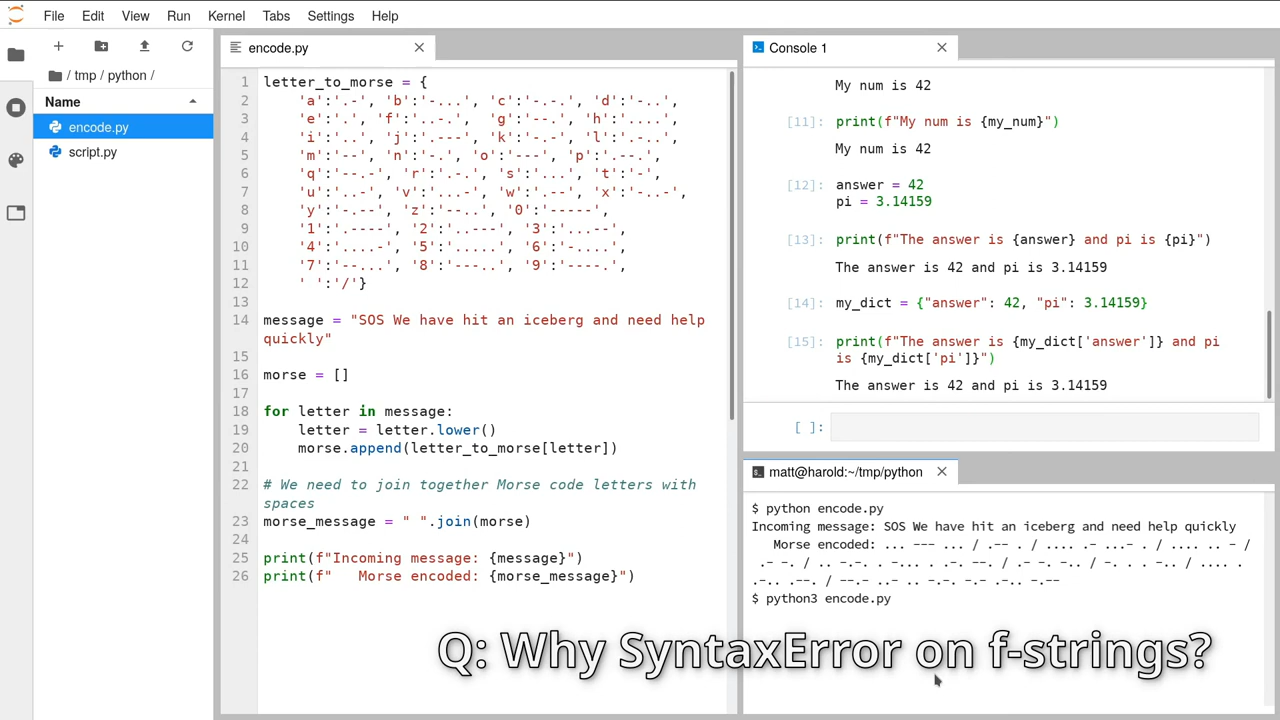 File Edit View Run Kernel Tabs Settings Help
/ tmp / python /
Name
encode.py
script.py
encode.py
1 letter_to_morse = {
2 'a':'.-', 'b':'-...', 'c':'-.-.', 'd':'-..',
3 'e':'.', 'f':'..-.', 'g':'--.', 'h':'....',
4 'i':'..', 'j':'.---', 'k':'-.-', 'l':'.-..',
5 'm':'--', 'n':'-.', 'o':'---', 'p':'.--.',
6 'q':'--.-', 'r':'.-.', 's':'...', 't':'-',
7 'u':'..-', 'v':'...-', 'w':'.--', 'x':'-..-',
8 'y':'-.--', 'z':'--..', '0':'-----',
9 '1':'.----', '2':'..---', '3':'...--',
10 '4':'....-', '5':'.....', '6':'-....',
11 '7':'--...', '8':'---..', '9':'----.',
12 ' ':'/'}
13
14 message = "SOS We have hit an iceberg and need help
quickly"
15
16 morse = []
17
18 for letter in message:
19 letter = letter.lower()
20 morse.append(letter_to_morse[letter])
21
22 # We need to join together Morse code letters with
spaces
23 morse_message = " ".join(morse)
24
25 print(f"Incoming message: {message}")
26 print(f"   Morse encoded: {morse_message}")
Console 1
My num is 42
[11]: print(f"My num is {my_num}")
My num is 42
[12]: answer = 42
pi = 3.14159
[13]: print(f"The answer is {answer} and pi is {pi}")
The answer is 42 and pi is 3.14159
[14]: my_dict = {"answer": 42, "pi": 3.14159}
[15]: print(f"The answer is {my_dict['answer']} and pi
is {my_dict['pi']}")
The answer is 42 and pi is 3.14159
[ ]:
matt@harold:~/tmp/python
$ python encode.py
Incoming message: SOS We have hit an iceberg and need help quickly
Morse encoded: ... --- ... / .-- . / .... .- ...- . / .... .. - /
.- -. / .. -.-. . -... . .-. --. / .- -. -.. / -. . . -.. / .... .
.-.. .--. / --.- ..- .. -.-. -.- .-.. -.--
$ python3 encode.py
Q: Why SyntaxError on f-strings?